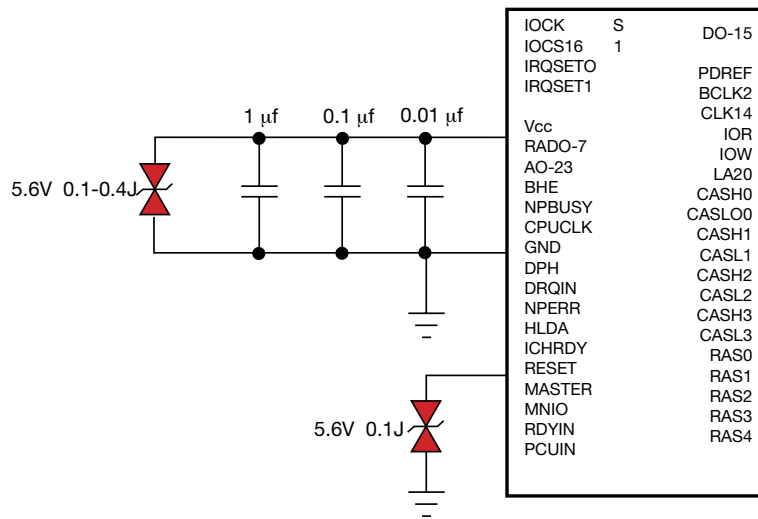 IOCK S
IOCS16 1
IRQSETO
IRQSET1
Vcc
RADO-7
AO-23
BHE
NPBUSY
CPUCLK
GND
DPH
DRQIN
NPERR
HLDA
ICHRDY
RESET
MASTER
MNIO
RDYIN
PCUIN
DO-15
PDREF
BCLK2
CLK14
IOR
IOW
LA20
CASH0
CASLO0
CASH1
CASL1
CASH2
CASL2
CASH3
CASL3
RAS0
RAS1
RAS2
RAS3
RAS4
1 µf 0.1 µf 0.01 µf
5.6V 0.1-0.4J
5.6V 0.1J